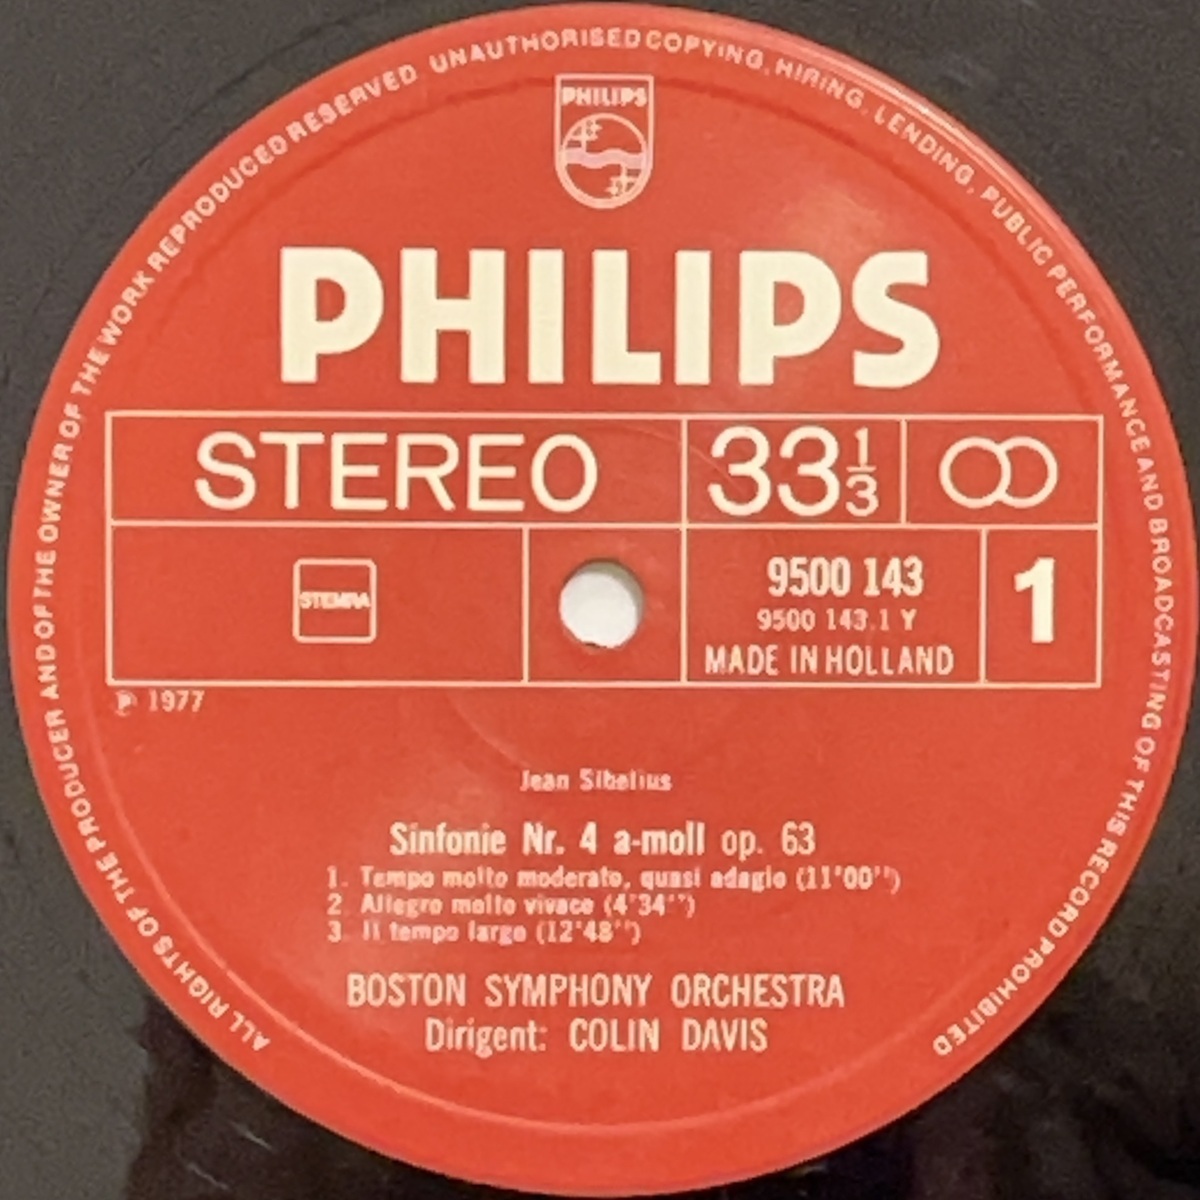 ALL RIGHTS OF THE PRODUCER AND OF THE OWNER OF THE WORK REPRODUCED RESERVED UNAUTHORISED COPYING, HIRING, LENDING, PUBLIC PERFORMANCE AND BROADCASTING OF THIS RECORD PROHIBITED
PHILIPS
PHILIPS
STEREO 33 1/3
STEMRA
9500 143
9500 143.1 Y
MADE IN HOLLAND
1
℗ 1977
Jean Sibelius
Sinfonie Nr. 4 a-moll op. 63
1. Tempo molto moderato, quasi adagio (11'00'')
2. Allegro molto vivace (4'34'')
3. Il tempo largo (12'48'')
BOSTON SYMPHONY ORCHESTRA
Dirigent: COLIN DAVIS